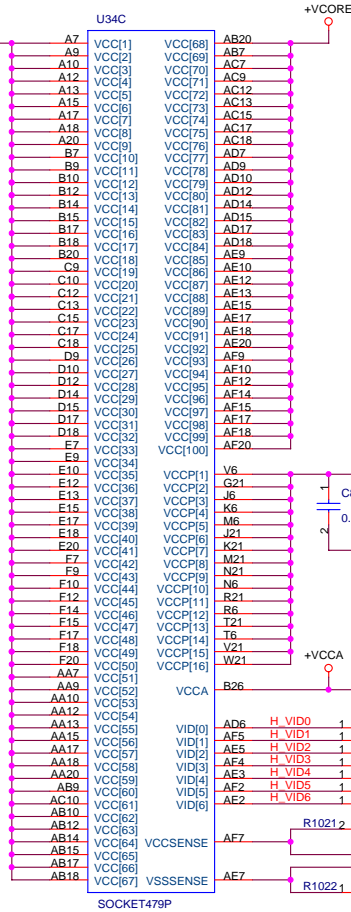 +VCORE
U34C
A7 VCC[1] VCC[68] AB20
A9 VCC[2] VCC[69] AB7
A10 VCC[3] VCC[70] AC7
A12 VCC[4] VCC[71] AC9
A13 VCC[5] VCC[72] AC12
A15 VCC[6] VCC[73] AC13
A17 VCC[7] VCC[74] AC15
A18 VCC[8] VCC[75] AC17
A20 VCC[9] VCC[76] AC18
B7 VCC[10] VCC[77] AD7
B9 VCC[11] VCC[78] AD9
B10 VCC[12] VCC[79] AD10
B12 VCC[13] VCC[80] AD12
B14 VCC[14] VCC[81] AD14
B15 VCC[15] VCC[82] AD15
B17 VCC[16] VCC[83] AD17
B18 VCC[17] VCC[84] AD18
B20 VCC[18] VCC[85] AE9
C9 VCC[19] VCC[86] AE10
C10 VCC[20] VCC[87] AE12
C12 VCC[21] VCC[88] AE13
C13 VCC[22] VCC[89] AE15
C15 VCC[23] VCC[90] AE17
C17 VCC[24] VCC[91] AE18
C18 VCC[25] VCC[92] AE20
D9 VCC[26] VCC[93] AF9
D10 VCC[27] VCC[94] AF10
D12 VCC[28] VCC[95] AF12
D14 VCC[29] VCC[96] AF14
D15 VCC[30] VCC[97] AF15
D17 VCC[31] VCC[98] AF17
D18 VCC[32] VCC[99] AF18
E7 VCC[33] VCC[100] AF20
E9 VCC[34]
E10 VCC[35] VCCP[1] V6
E12 VCC[36] VCCP[2] G21
E13 VCC[37] VCCP[3] J6
E15 VCC[38] VCCP[4] K6
E17 VCC[39] VCCP[5] M6
E18 VCC[40] VCCP[6] J21
E20 VCC[41] VCCP[7] K21
F7 VCC[42] VCCP[8] M21
F9 VCC[43] VCCP[9] N21
F10 VCC[44] VCCP[10] N6
F12 VCC[45] VCCP[11] R21
F14 VCC[46] VCCP[12] R6
F15 VCC[47] VCCP[13] T21
F17 VCC[48] VCCP[14] T6
F18 VCC[49] VCCP[15] V21
F20 VCC[50] VCCP[16] W21
1
2
AA7 VCC[51]
+VCCA
AA9 VCC[52] VCCA B26
AA10 VCC[53]
AA12 VCC[54]
AA13 VCC[55] VID[0] AD6 H_VID0 1
AA15 VCC[56] VID[1] AF5 H_VID1 1
AA17 VCC[57] VID[2] AE5 H_VID2 1
AA18 VCC[58] VID[3] AF4 H_VID3 1
AA20 VCC[59] VID[4] AE3 H_VID4 1
AB9 VCC[60] VID[5] AF2 H_VID5 1
AC10 VCC[61] VID[6] AE2 H_VID6 1
AB10 VCC[62]
AB12 VCC[63] R1021 2
AB14 VCC[64] VCCSENSE AF7
AB15 VCC[65]
AB17 VCC[66]
AB18 VCC[67] VSSSENSE AE7
R1022 1
SOCKET479P